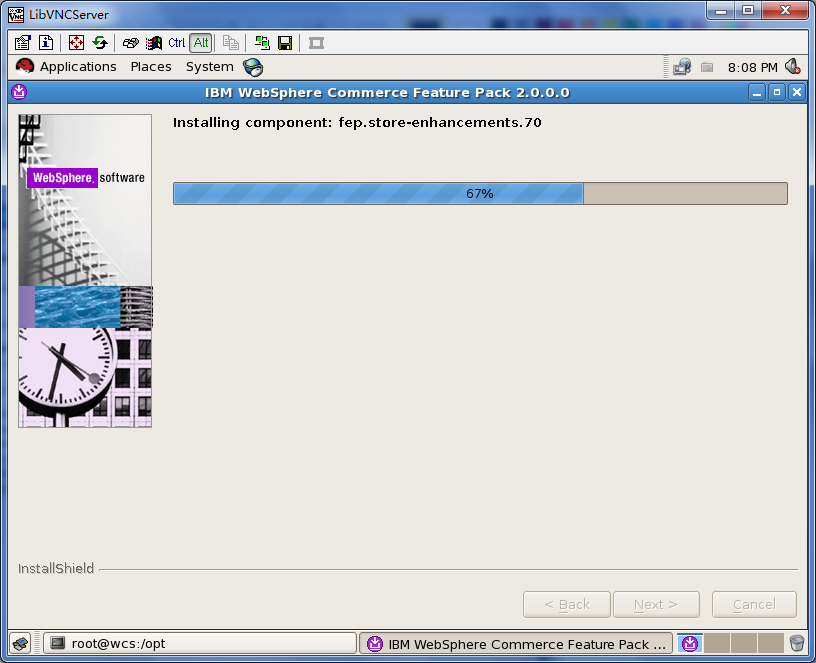 LibVNCServer
Ctrl Alt
Applications Places System 8:08 PM
IBM WebSphere Commerce Feature Pack 2.0.0.0
Installing component: fep.store-enhancements.70
WebSphere. software
67%
InstallShield
< Back Next > Cancel
root@wcs:/opt IBM WebSphere Commerce Feature Pack ...